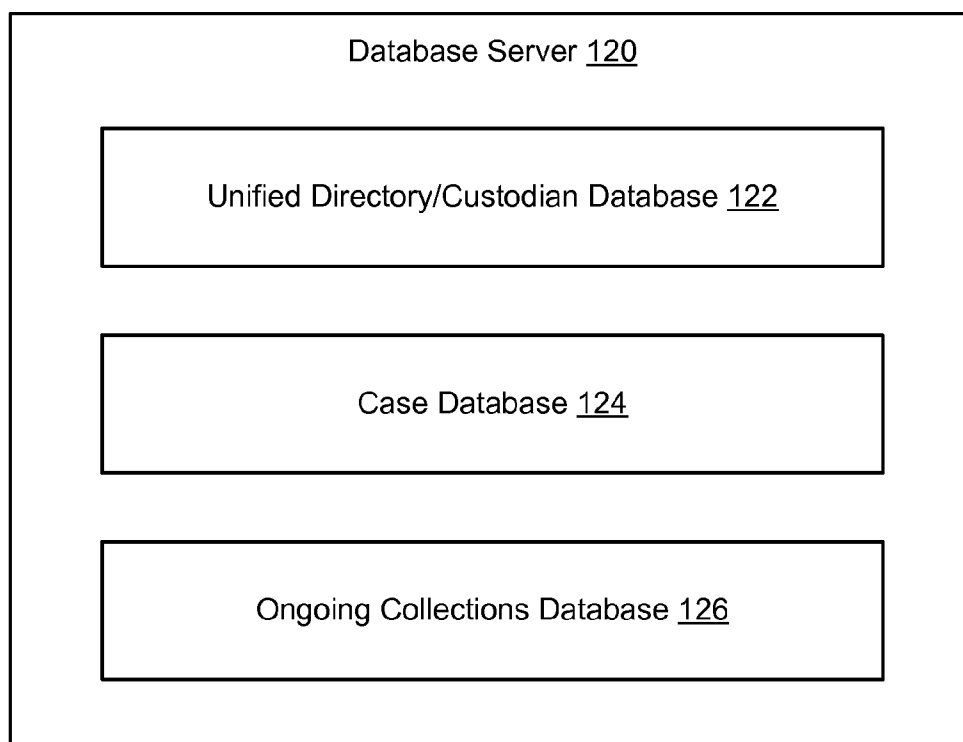 Database Server 120
Unified Directory/Custodian Database 122
Case Database 124
Ongoing Collections Database 126